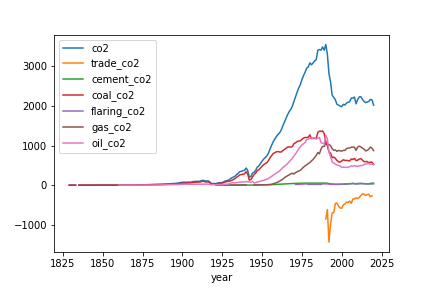 co2
trade_co2
cement_co2
coal_co2
flaring_co2
gas_co2
oil_co2
3000
2000
1000
0
−1000
1825 1850 1875 1900 1925 1950 1975 2000 2025
year